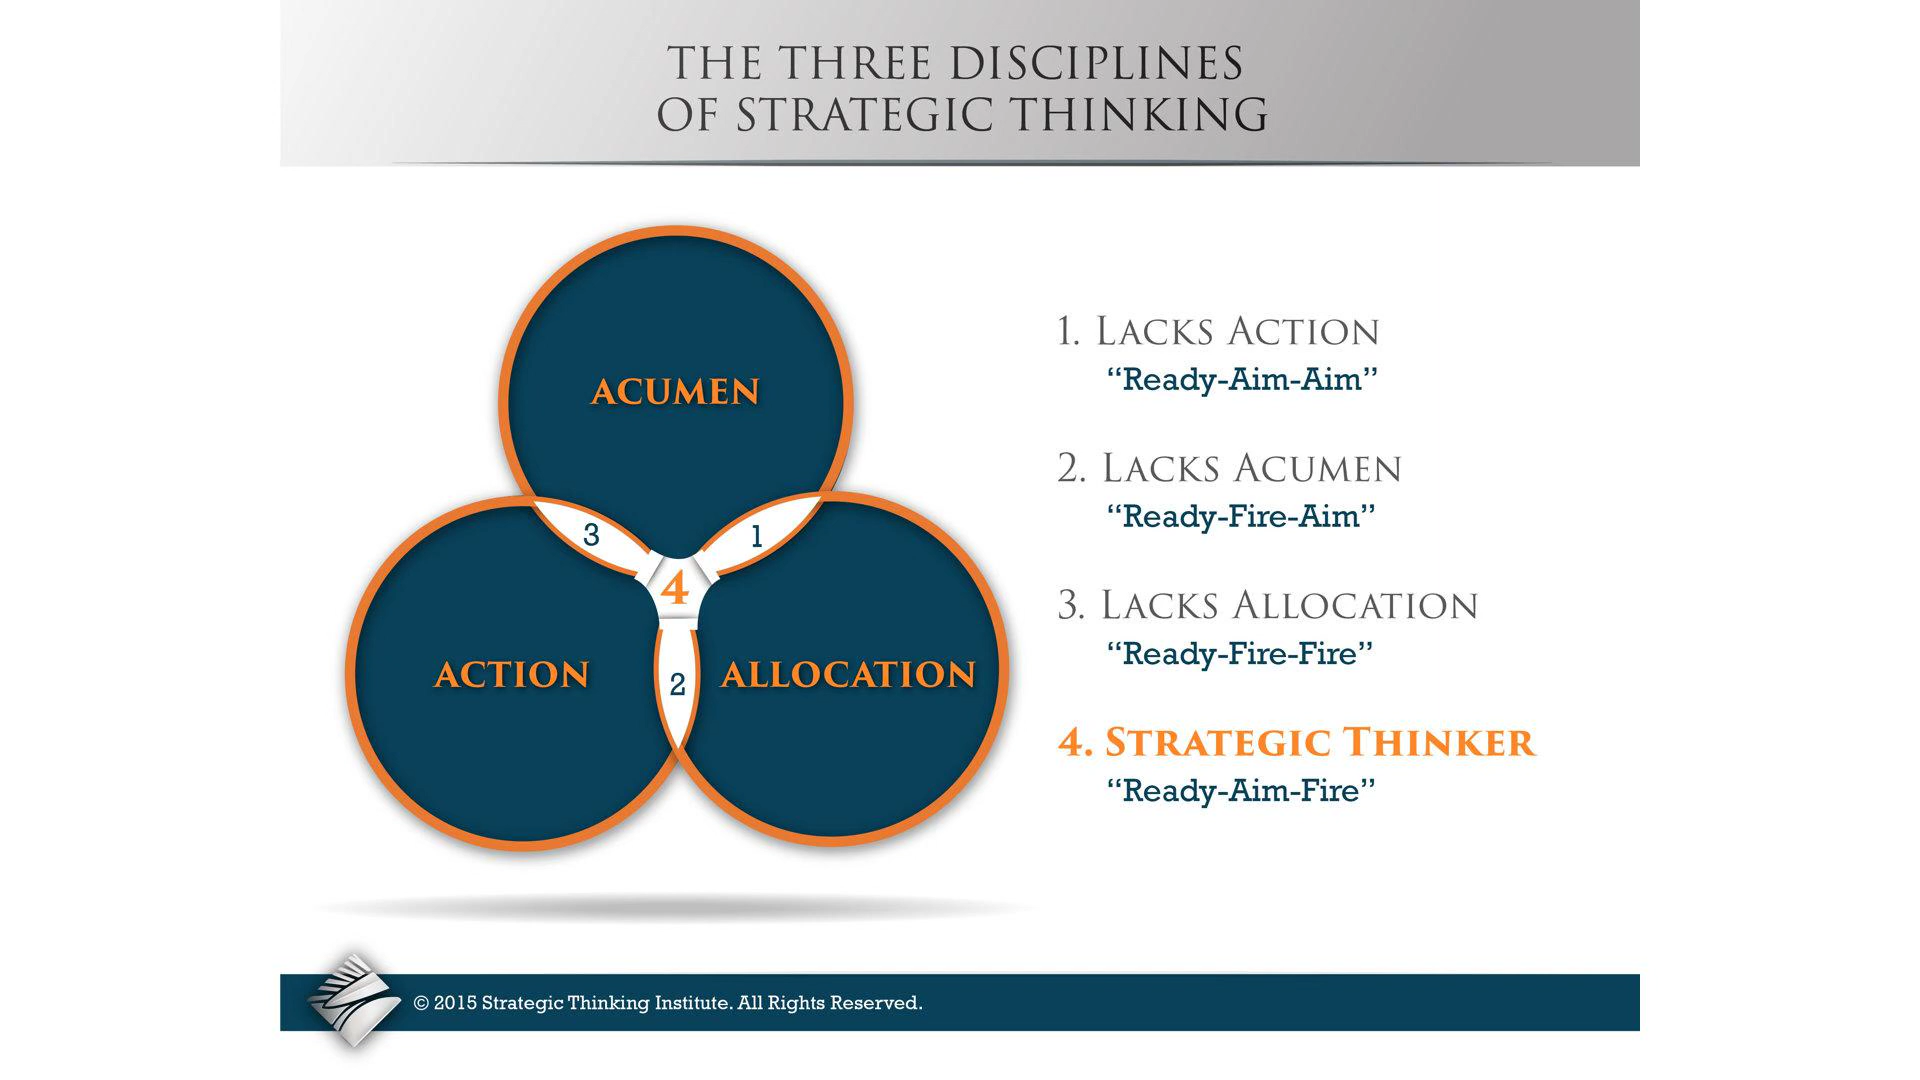 THE THREE DISCIPLINES
OF STRATEGIC THINKING
ACUMEN
3
1
4
ACTION
2
ALLOCATION
1. LACKS ACTION
“Ready-Aim-Aim”
2. LACKS ACUMEN
“Ready-Fire-Aim”
3. LACKS ALLOCATION
“Ready-Fire-Fire”
4. STRATEGIC THINKER
“Ready-Aim-Fire”
© 2015 Strategic Thinking Institute. All Rights Reserved.